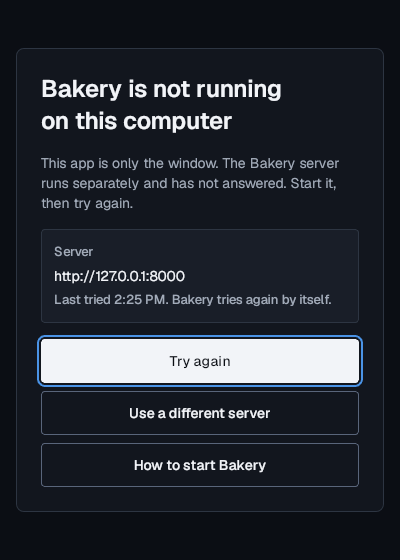 Bakery is not running
on this computer
This app is only the window. The Bakery server
runs separately and has not answered. Start it,
then try again.
Server
http://127.0.0.1:8000
Last tried 2:25 PM. Bakery tries again by itself.
Try again
Use a different server
How to start Bakery